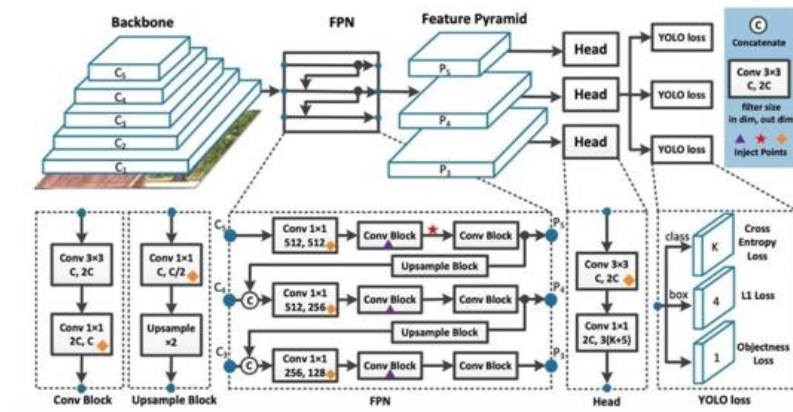 Backbone
FPN
Feature Pyramid
C5
C4
C3
C2
C1
P5
P4
P3
Head
Head
Head
YOLO loss
YOLO loss
YOLO loss
C
Concatenate
Conv 3×3
C, 2C
filter size
in dim, out dim
Inject Points
Conv 3×3
C, 2C
Conv 1×1
2C, C
Conv Block
Conv 1×1
C, C/2
Upsample
×2
Upsample Block
C5
Conv 1×1
512, 512
Conv Block
Conv Block
P5
Upsample Block
C4
C
Conv 1×1
512, 256
Conv Block
Conv Block
P4
Upsample Block
C3
C
Conv 1×1
256, 128
Conv Block
Conv Block
P3
FPN
Conv 3×3
C, 2C
Conv 1×1
2C, 3(K+5)
Head
class
K
Cross
Entropy
Loss
box
4
L1 Loss
1
Objectness
Loss
YOLO loss